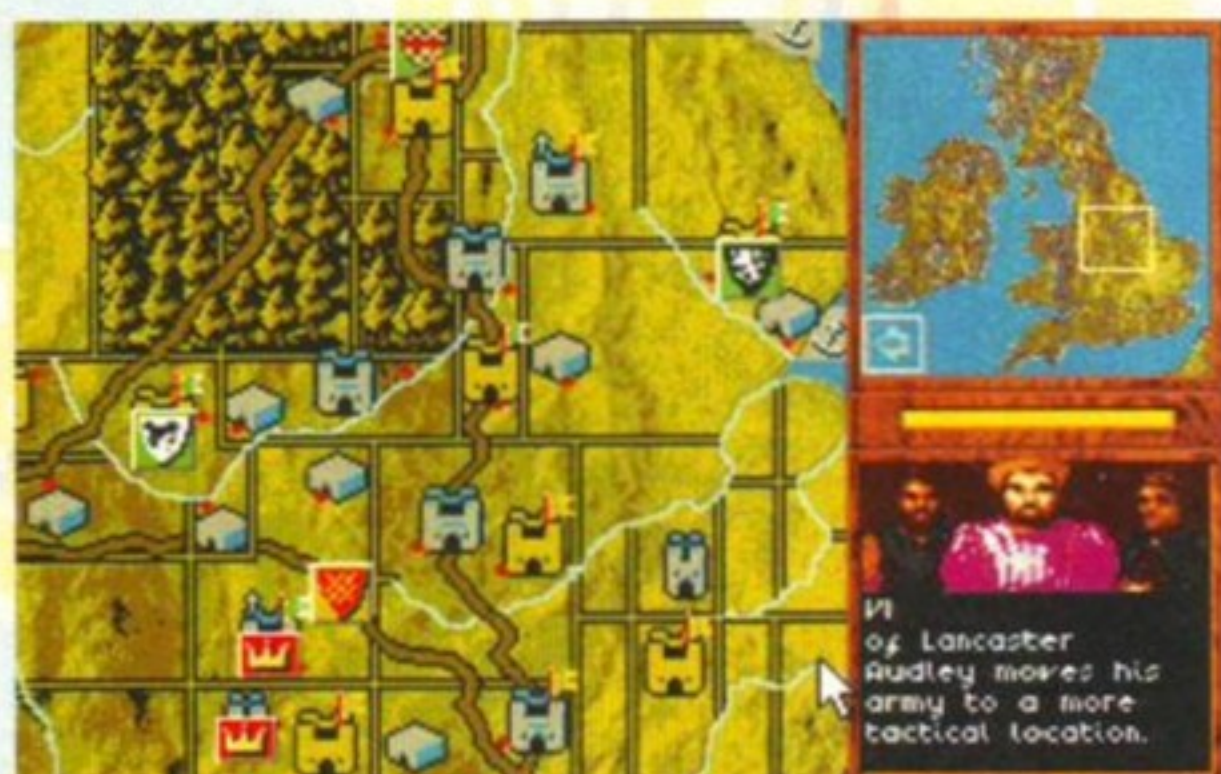 VI
of Lancaster
Audley moves his
army to a more
tactical location.